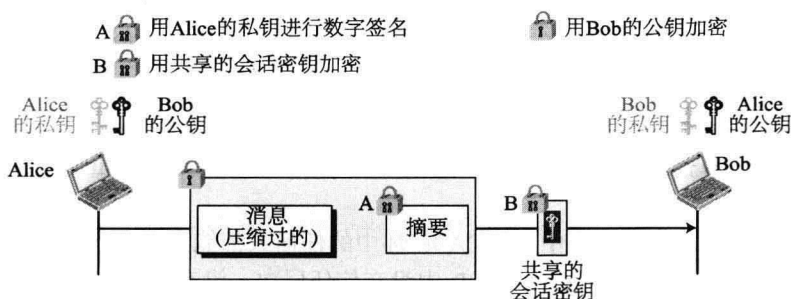 A 用Alice的私钥进行数字签名
用Bob的公钥加密
B 用共享的会话密钥加密
Alice
的私钥
Bob
的公钥
Bob
的私钥
Alice
的公钥
Alice
Bob
A
B
消息
(压缩过的)
摘要
共享的
会话密钥